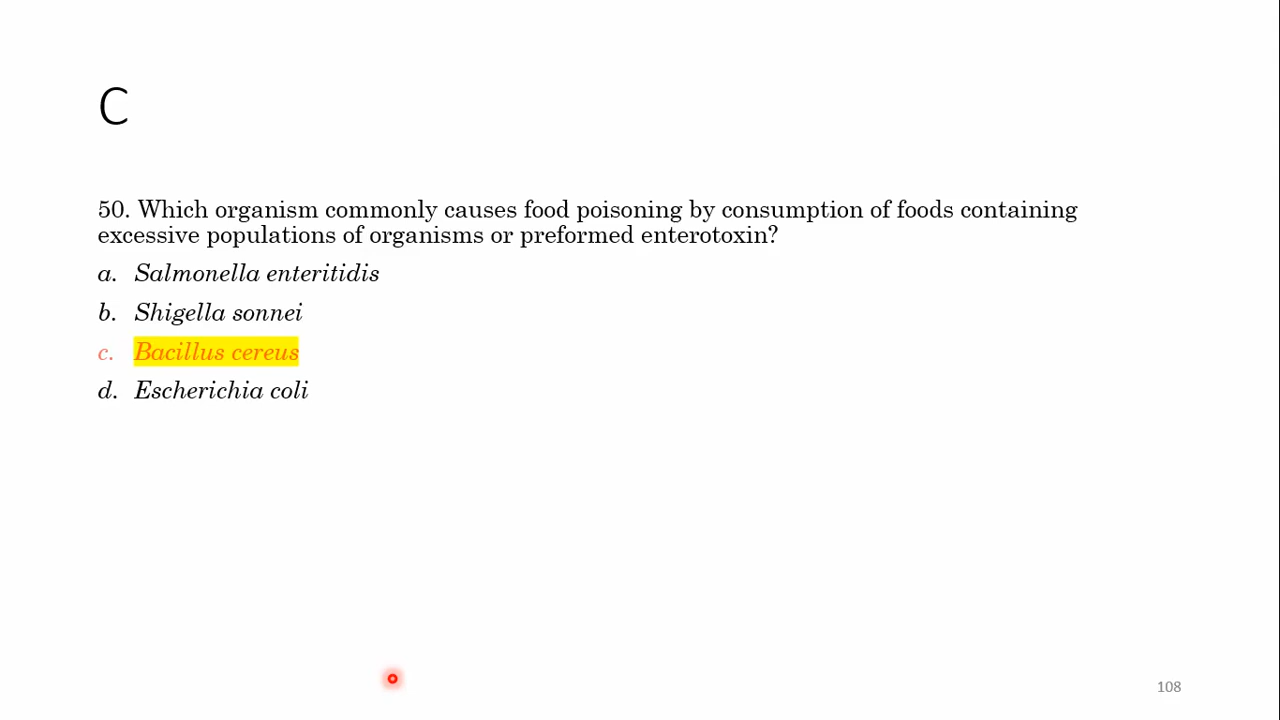 C
50. Which organism commonly causes food poisoning by consumption of foods containing
excessive populations of organisms or preformed enterotoxin?
a. Salmonella enteritidis
b. Shigella sonnei
c. Bacillus cereus
d. Escherichia coli
108